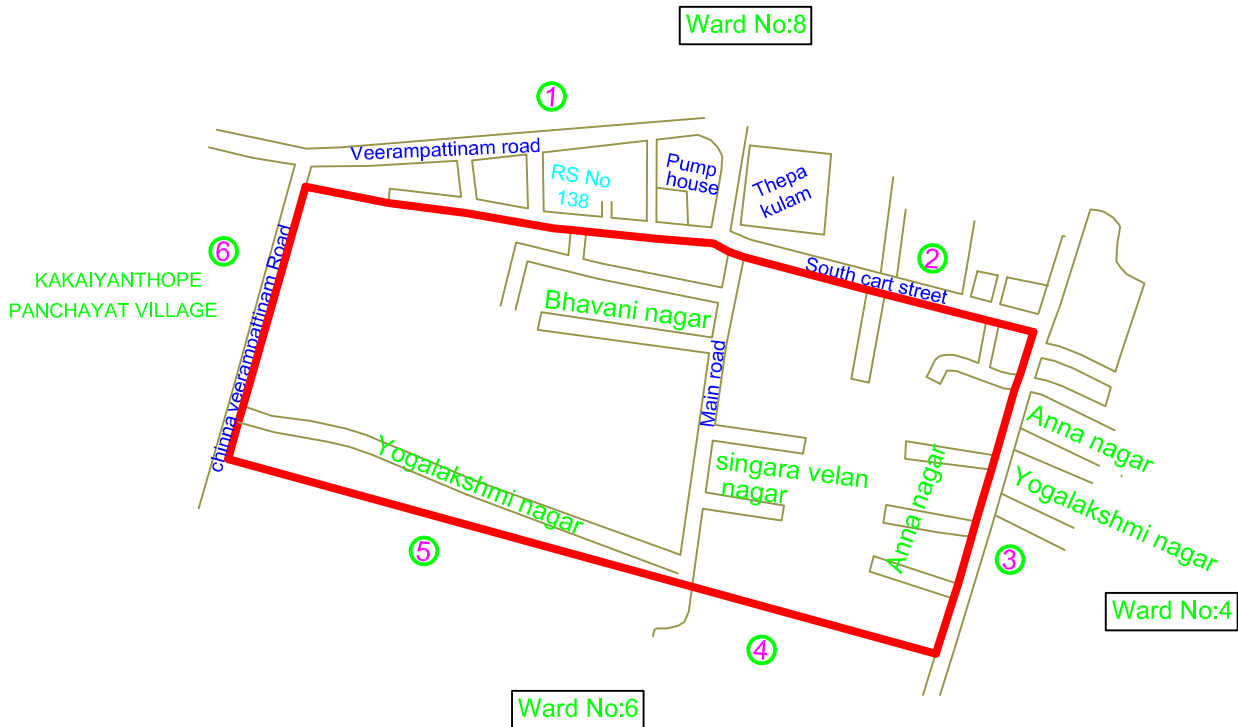 Ward No:8
1
Veerampattinam road
RS No
138
Pump
house
Thepa
kulam
6
2
South cart street
KAKAIYANTHOPE
PANCHAYAT VILLAGE
chinna veerampattinam Road
Bhavani nagar
Main road
Anna nagar
Yogalakshmi nagar
singara velan
nagar
Anna nagar
Yogalakshmi nagar
5
3
Ward No:4
4
Ward No:6